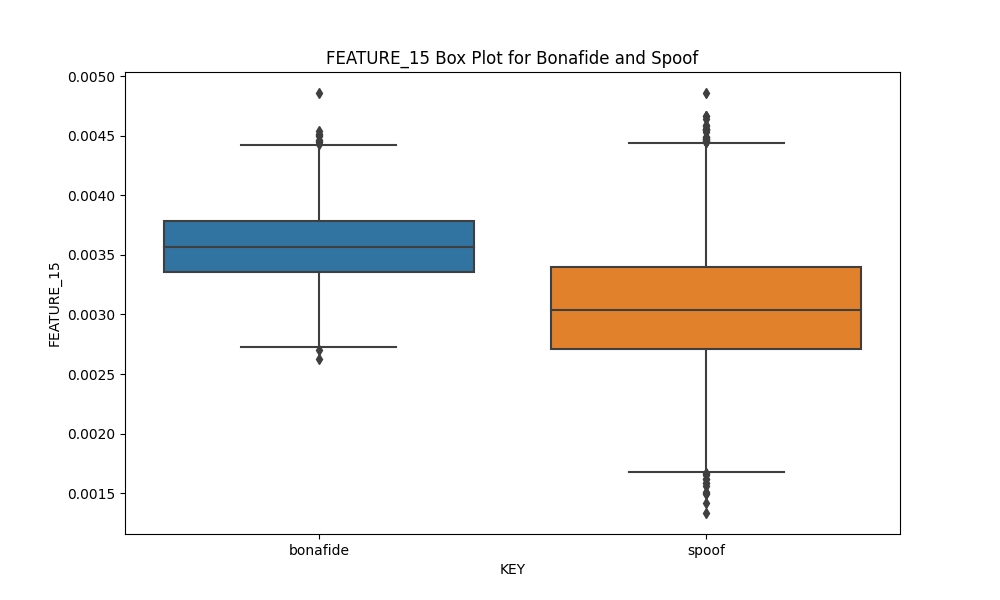 FEATURE_15 Box Plot for Bonafide and Spoof
0.0050
0.0045
0.0040
0.0035
0.0030
0.0025
0.0020
0.0015
FEATURE_15
bonafide
spoof
KEY